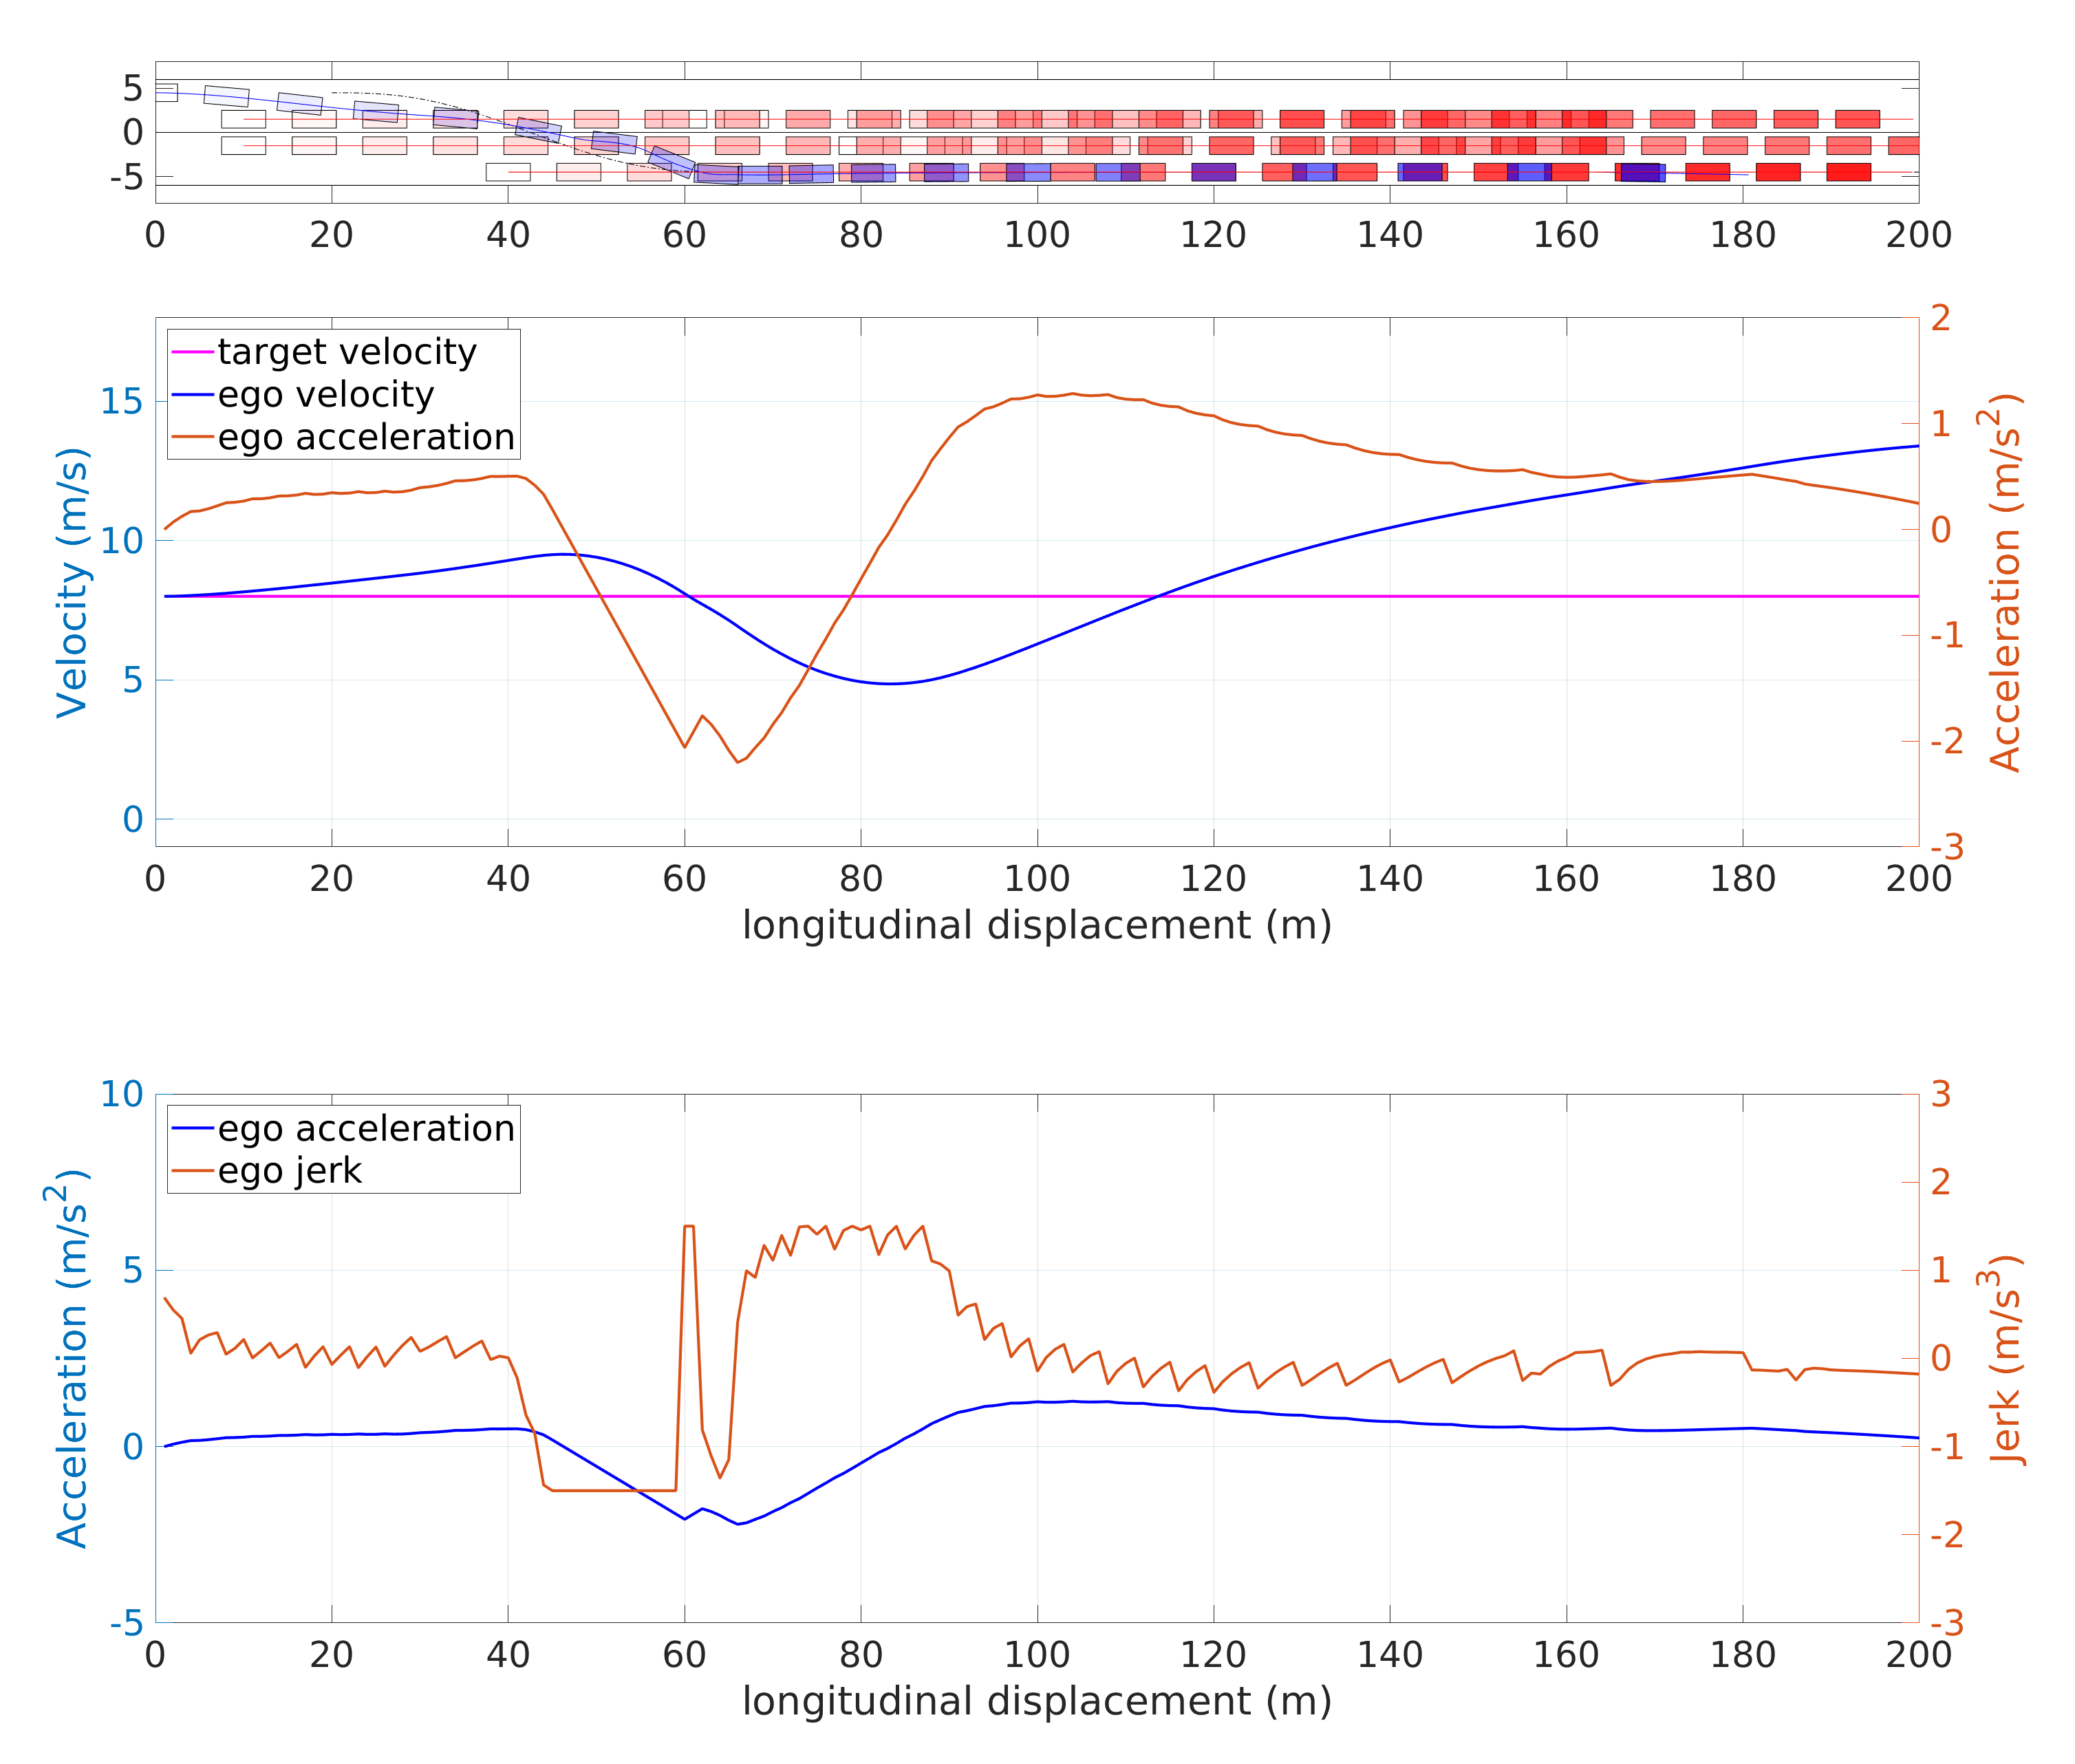 5
0
-5
0 20 40 60 80 100 120 140 160 180 200
target velocity
ego velocity
ego acceleration
15
10
5
0
Velocity (m/s)
2
1
0
-1
-2
-3
Acceleration (m/s²)
0 20 40 60 80 100 120 140 160 180 200
longitudinal displacement (m)
ego acceleration
ego jerk
10
5
0
-5
Acceleration (m/s²)
3
2
1
0
-1
-2
-3
Jerk (m/s³)
0 20 40 60 80 100 120 140 160 180 200
longitudinal displacement (m)